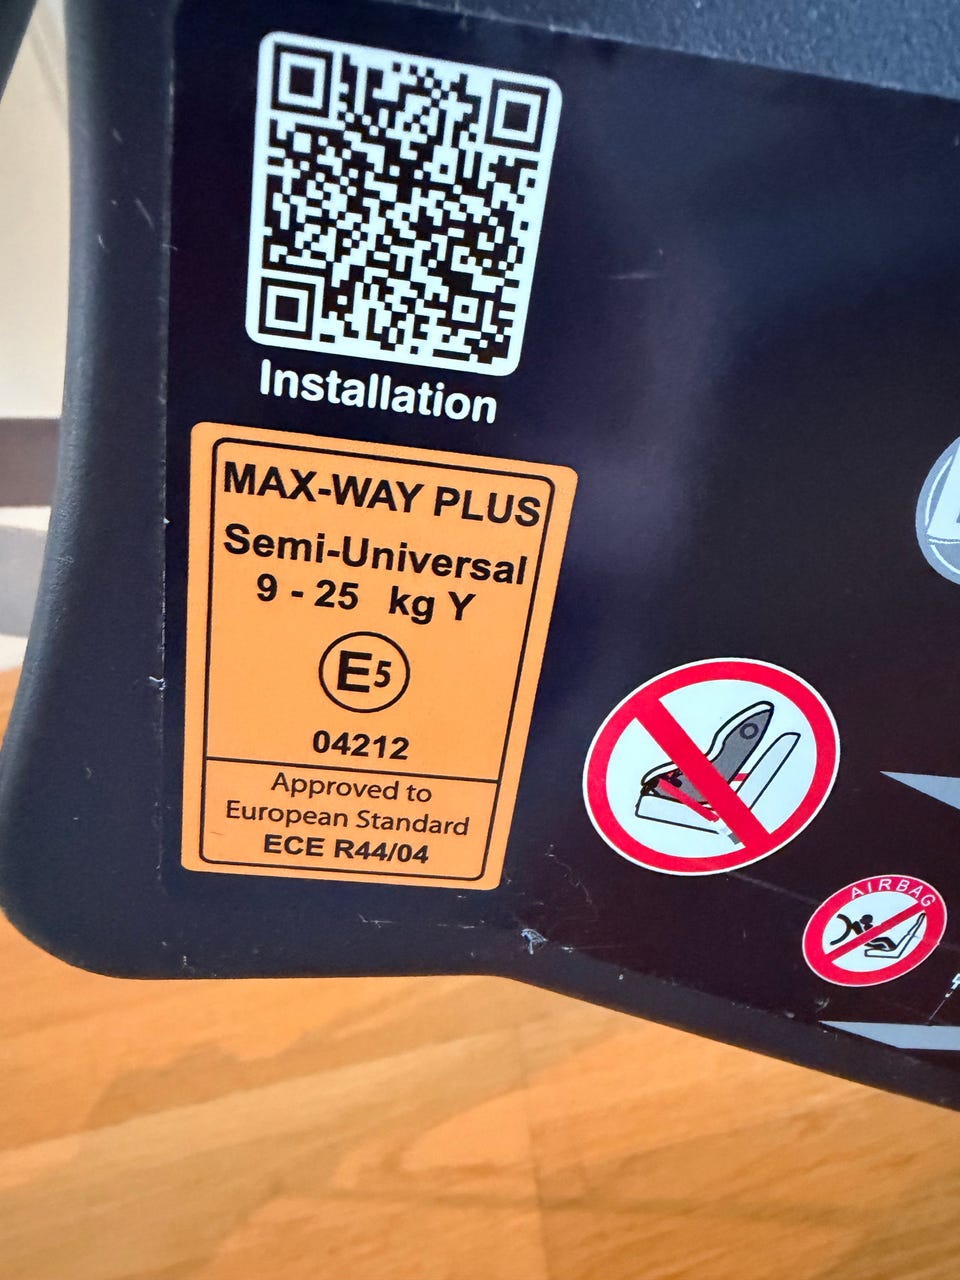 Installation
MAX-WAY PLUS
Semi-Universal
9 - 25 kg Y
E5
04212
Approved to
European Standard
ECE R44/04
AIRBAG